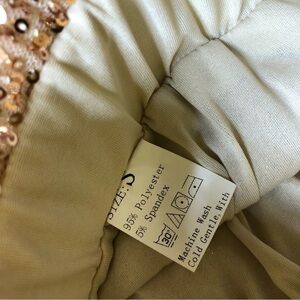 SIZE:S
95% Polyester
5% Spandex
30
Machine Wash
Cold Gentle, With